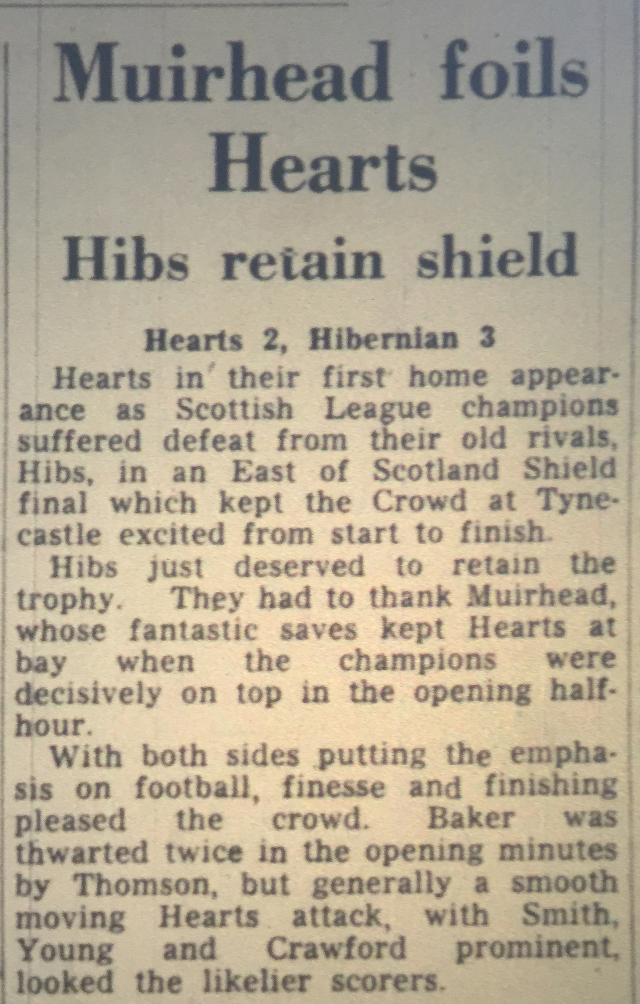 Muirhead foils
Hearts
Hibs retain shield
Hearts 2, Hibernian 3
Hearts in their first home appear-
ance as Scottish League champions
suffered defeat from their old rivals,
Hibs, in an East of Scotland Shield
final which kept the Crowd at Tyne-
castle excited from start to finish.
Hibs just deserved to retain the
trophy. They had to thank Muirhead,
whose fantastic saves kept Hearts at
bay when the champions were
decisively on top in the opening half-
hour.
With both sides putting the empha-
sis on football, finesse and finishing
pleased the crowd. Baker was
thwarted twice in the opening minutes
by Thomson, but generally a smooth
moving Hearts attack, with Smith,
Young and Crawford prominent,
looked the likelier scorers.